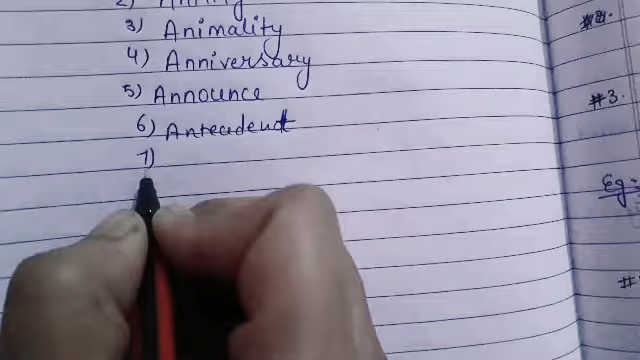 3) Animality
4) Anniversary
5) Announce
6) Antecedent
7)
#3.
Eg: